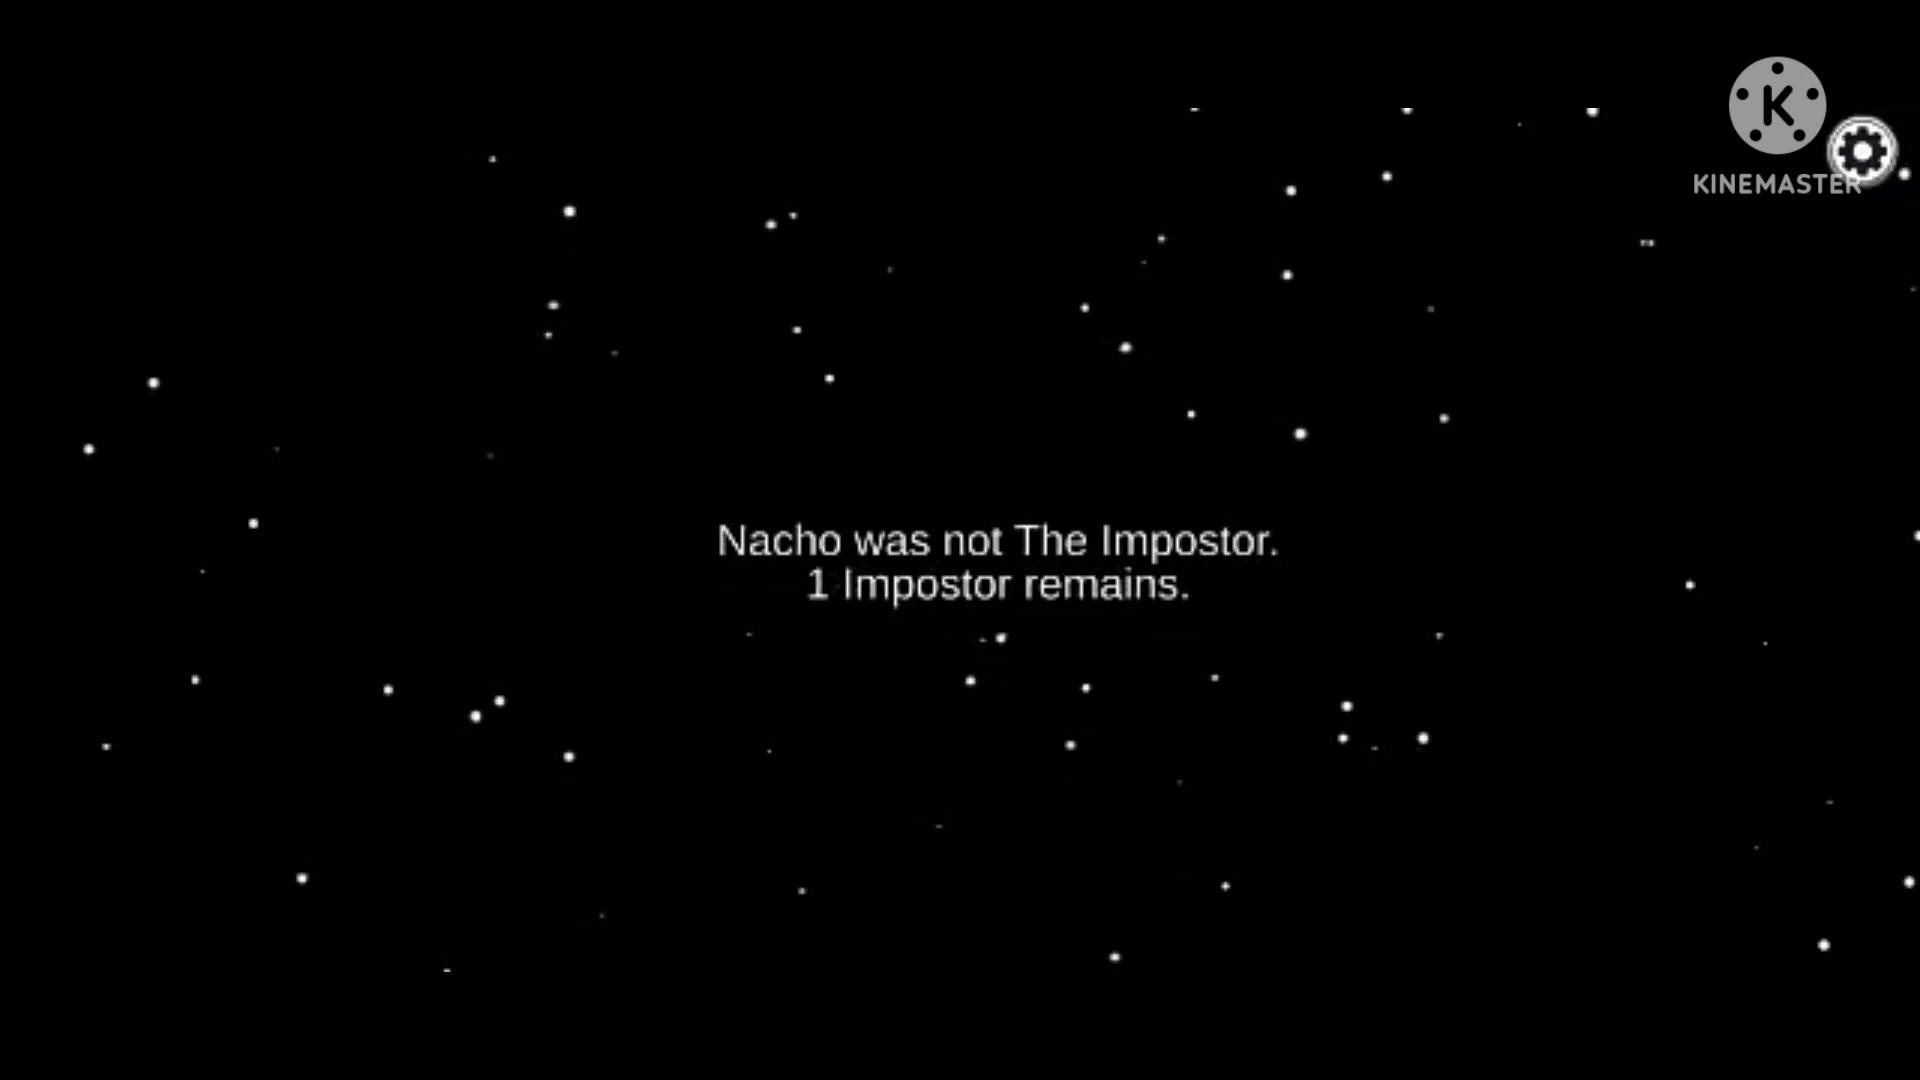 K
KINEMASTER
Nacho was not The Impostor.
1 Impostor remains.